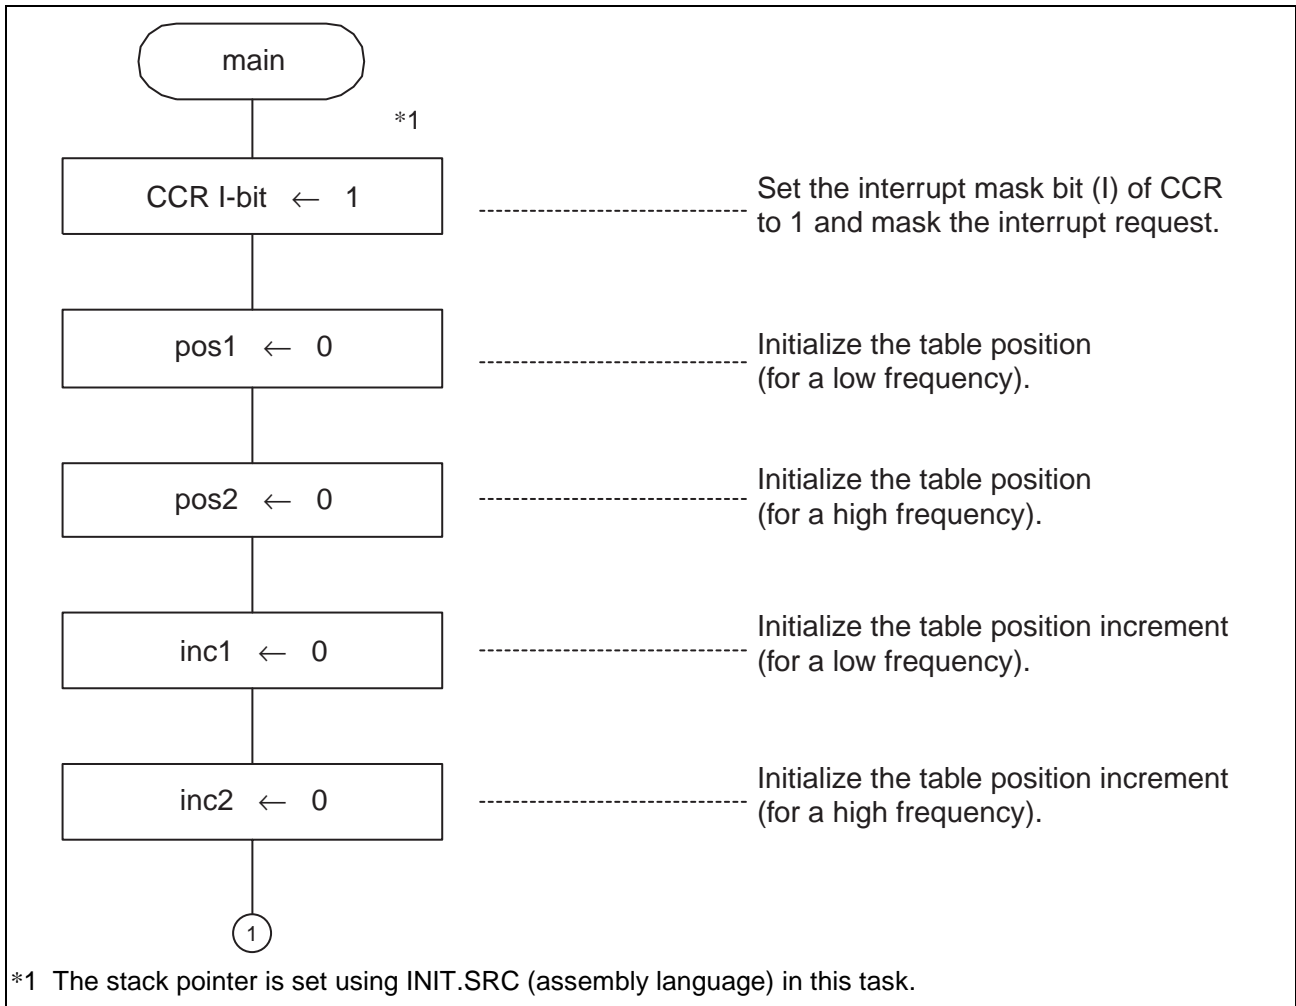 main
*1
CCR I-bit ← 1
Set the interrupt mask bit (I) of CCR
to 1 and mask the interrupt request.
pos1 ← 0
Initialize the table position
(for a low frequency).
pos2 ← 0
Initialize the table position
(for a high frequency).
inc1 ← 0
Initialize the table position increment
(for a low frequency).
inc2 ← 0
Initialize the table position increment
(for a high frequency).
1
*1 The stack pointer is set using INIT.SRC (assembly language) in this task.